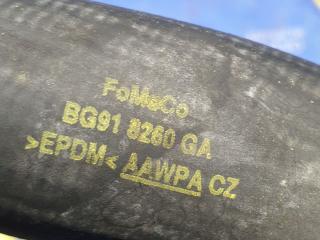 FoMoCo
BG91 8260 GA
>EPDM< AAWPA CZ